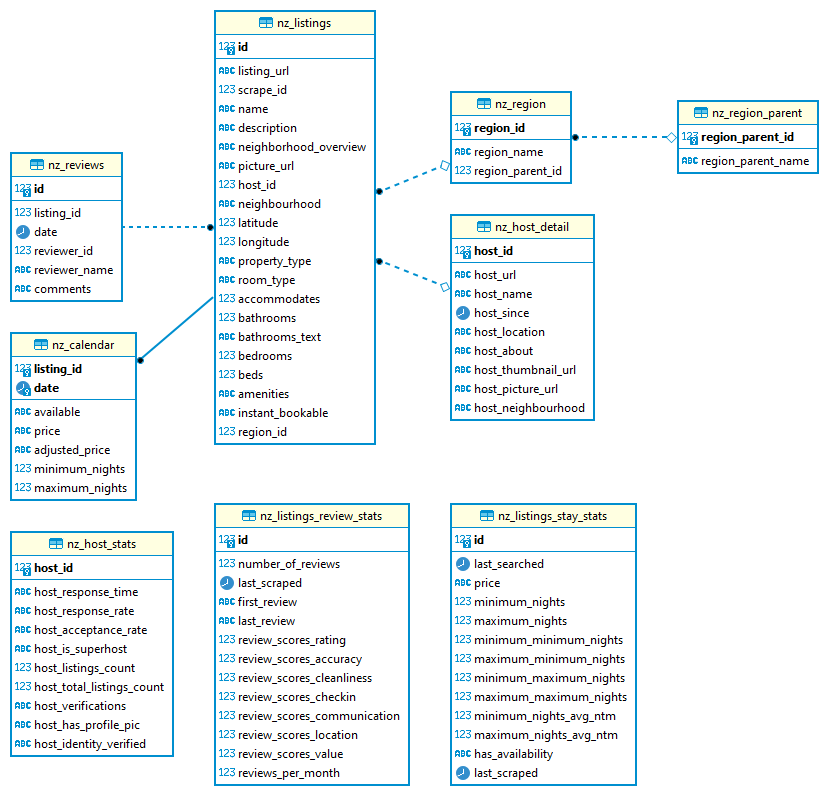 nz_listings
123 id
ABC listing_url
123 scrape_id
ABC name
ABC description
ABC neighborhood_overview
ABC picture_url
123 host_id
ABC neighbourhood
123 latitude
123 longitude
ABC property_type
ABC room_type
123 accommodates
123 bathrooms
ABC bathrooms_text
123 bedrooms
123 beds
ABC amenities
ABC instant_bookable
123 region_id
nz_region
123 region_id
ABC region_name
123 region_parent_id
nz_region_parent
123 region_parent_id
ABC region_parent_name
nz_reviews
123 id
123 listing_id
date
123 reviewer_id
ABC reviewer_name
ABC comments
nz_host_detail
123 host_id
ABC host_url
ABC host_name
host_since
ABC host_location
ABC host_about
ABC host_thumbnail_url
ABC host_picture_url
ABC host_neighbourhood
nz_calendar
123 listing_id
date
ABC available
ABC price
ABC adjusted_price
123 minimum_nights
123 maximum_nights
nz_host_stats
123 host_id
ABC host_response_time
ABC host_response_rate
ABC host_acceptance_rate
ABC host_is_superhost
123 host_listings_count
123 host_total_listings_count
ABC host_verifications
ABC host_has_profile_pic
ABC host_identity_verified
nz_listings_review_stats
123 id
123 number_of_reviews
last_scraped
ABC first_review
ABC last_review
123 review_scores_rating
123 review_scores_accuracy
123 review_scores_cleanliness
123 review_scores_checkin
123 review_scores_communication
123 review_scores_location
123 review_scores_value
123 reviews_per_month
nz_listings_stay_stats
123 id
last_searched
ABC price
123 minimum_nights
123 maximum_nights
123 minimum_minimum_nights
123 maximum_minimum_nights
123 minimum_maximum_nights
123 maximum_maximum_nights
123 minimum_nights_avg_ntm
123 maximum_nights_avg_ntm
ABC has_availability
last_scraped